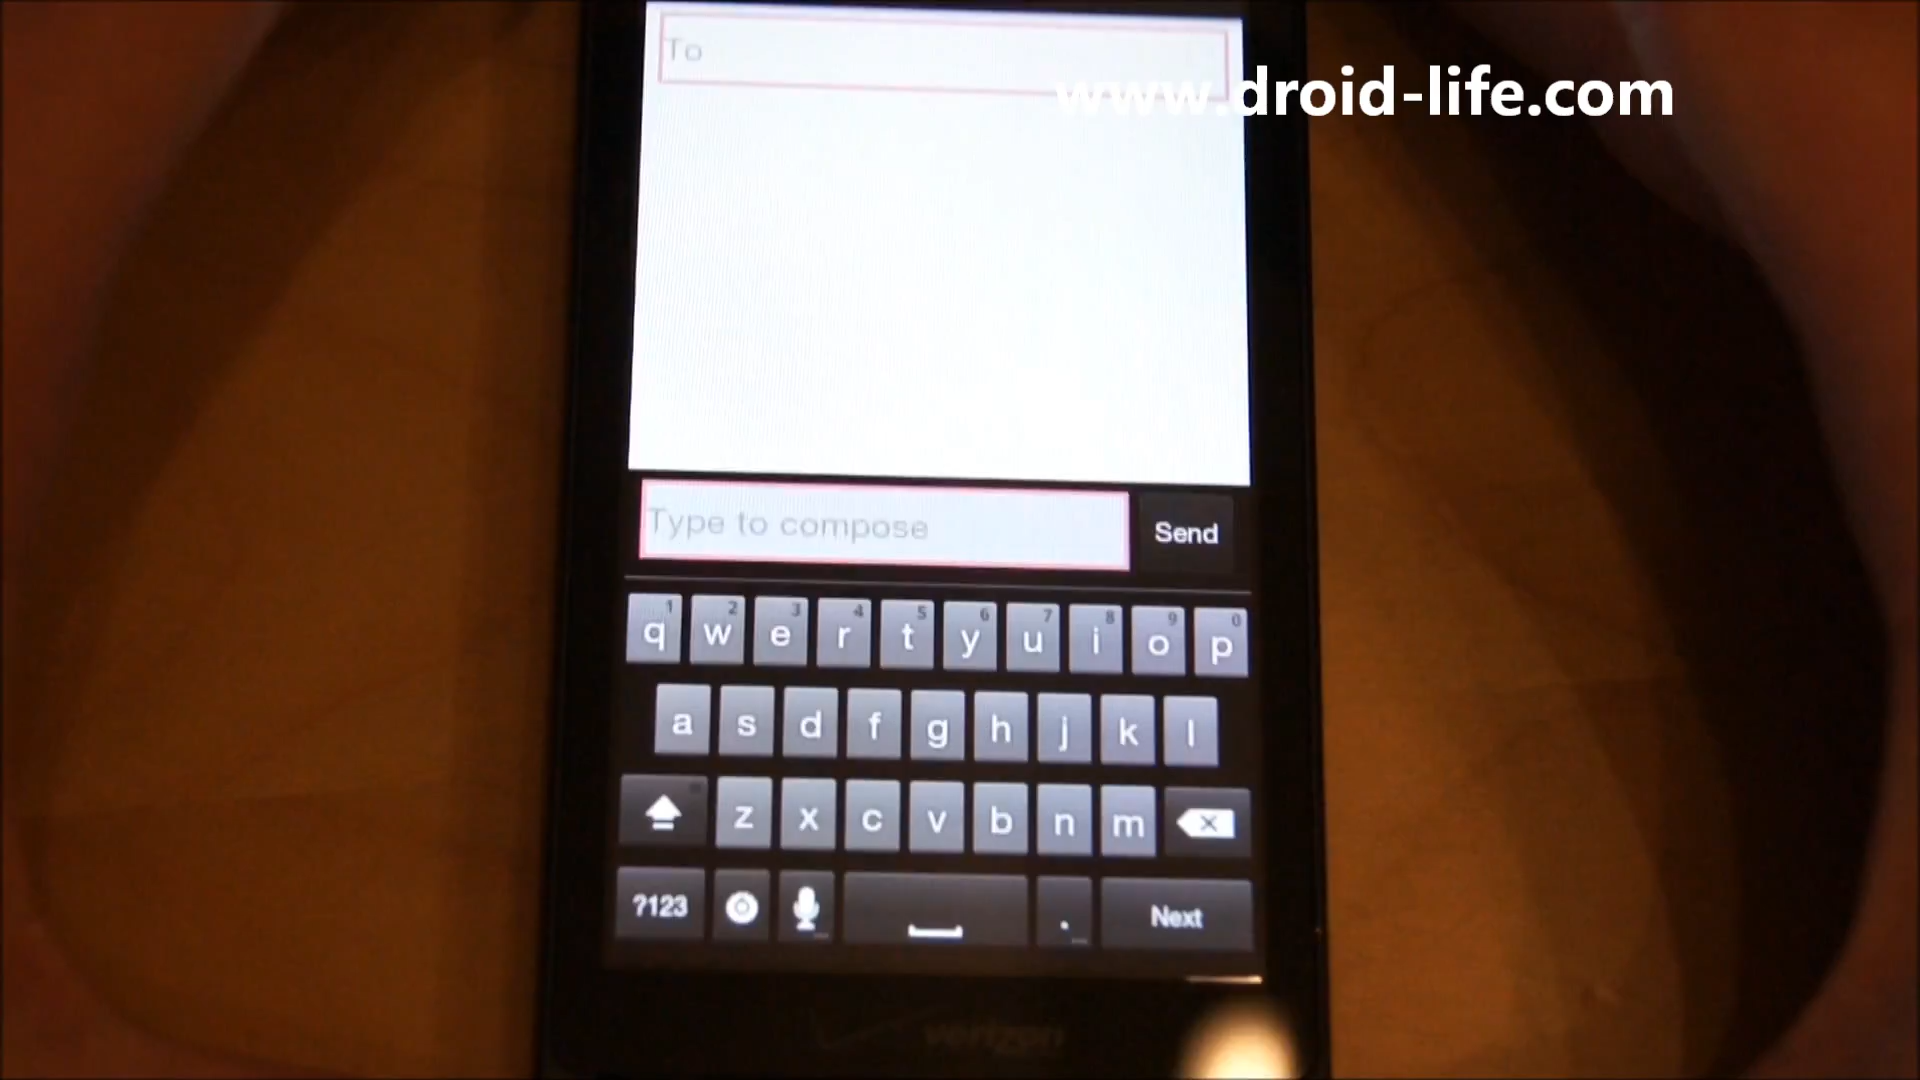 To
www.droid-life.com
Type to compose
Send
1 2 3 4 5 6 7 8 9 0
q w e r t y u i o p
a s d f g h j k l
z x c v b n m
?123 . Next
verizon